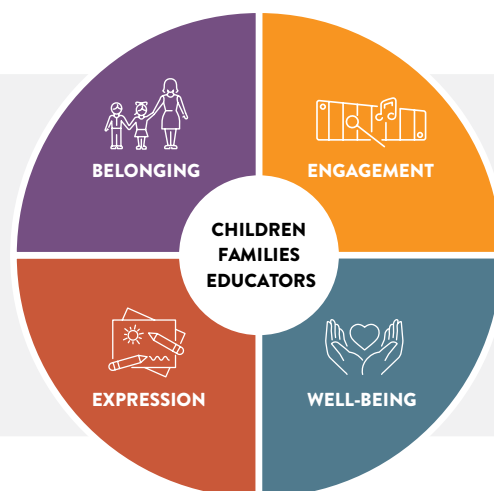 BELONGING
ENGAGEMENT
CHILDREN
FAMILIES
EDUCATORS
EXPRESSION
WELL-BEING